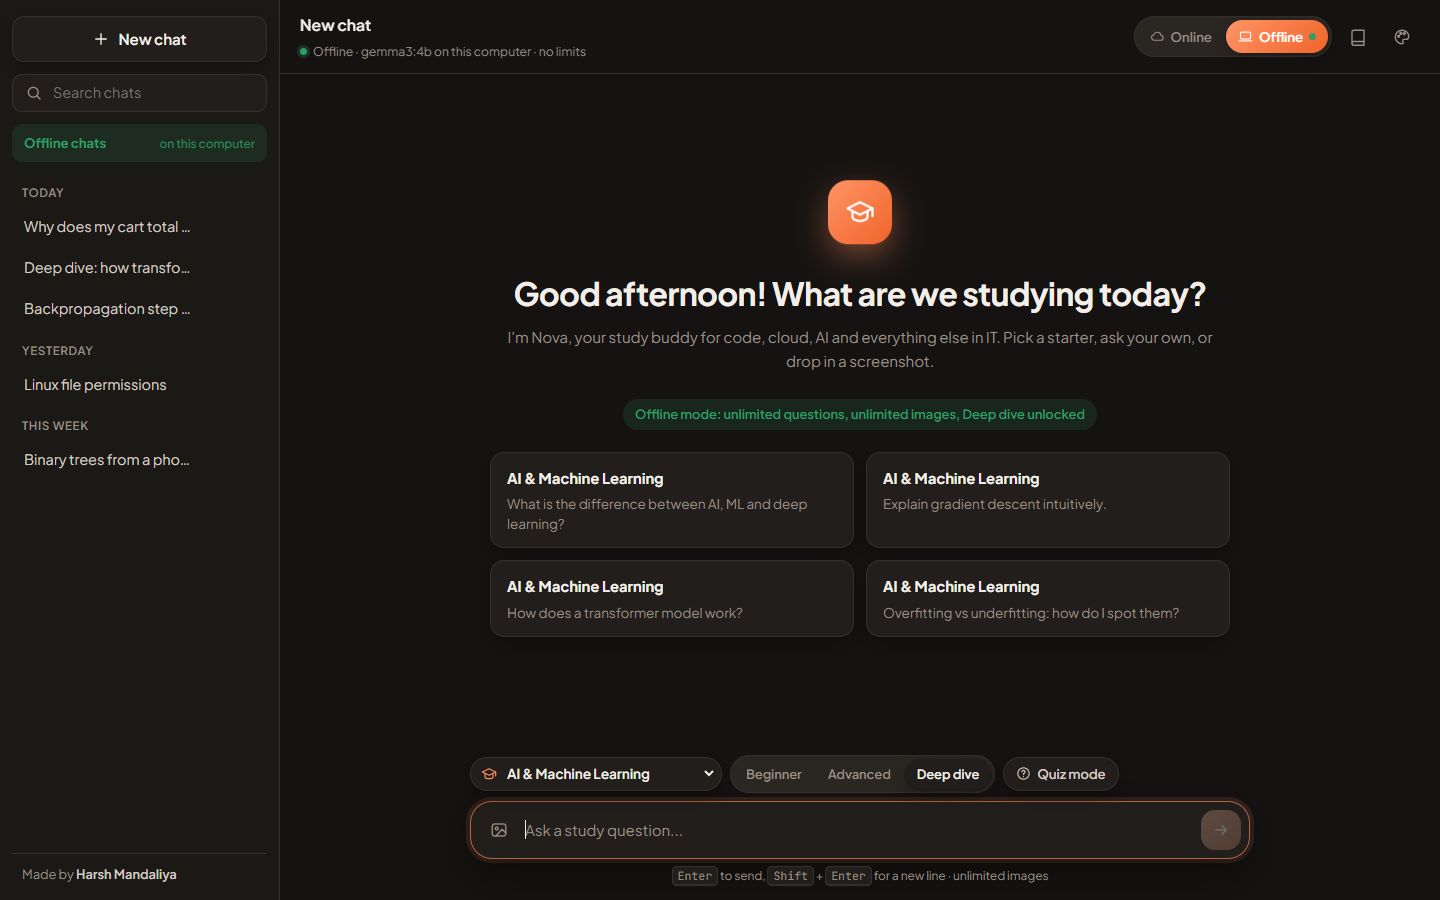 New chat
Search chats
Offline chats
on this computer
TODAY
Why does my cart total ...
Deep dive: how transfo...
Backpropagation step ...
YESTERDAY
Linux file permissions
THIS WEEK
Binary trees from a pho...
Made by Harsh Mandaliya
New chat
Offline · gemma3:4b on this computer · no limits
Online
Offline
Good afternoon! What are we studying today?
I'm Nova, your study buddy for code, cloud, AI and everything else in IT. Pick a starter, ask your own, or
drop in a screenshot.
Offline mode: unlimited questions, unlimited images, Deep dive unlocked
AI & Machine Learning
What is the difference between AI, ML and deep
learning?
AI & Machine Learning
Explain gradient descent intuitively.
AI & Machine Learning
How does a transformer model work?
AI & Machine Learning
Overfitting vs underfitting: how do I spot them?
AI & Machine Learning
Beginner
Advanced
Deep dive
Quiz mode
Ask a study question...
Enter to send, Shift + Enter for a new line · unlimited images